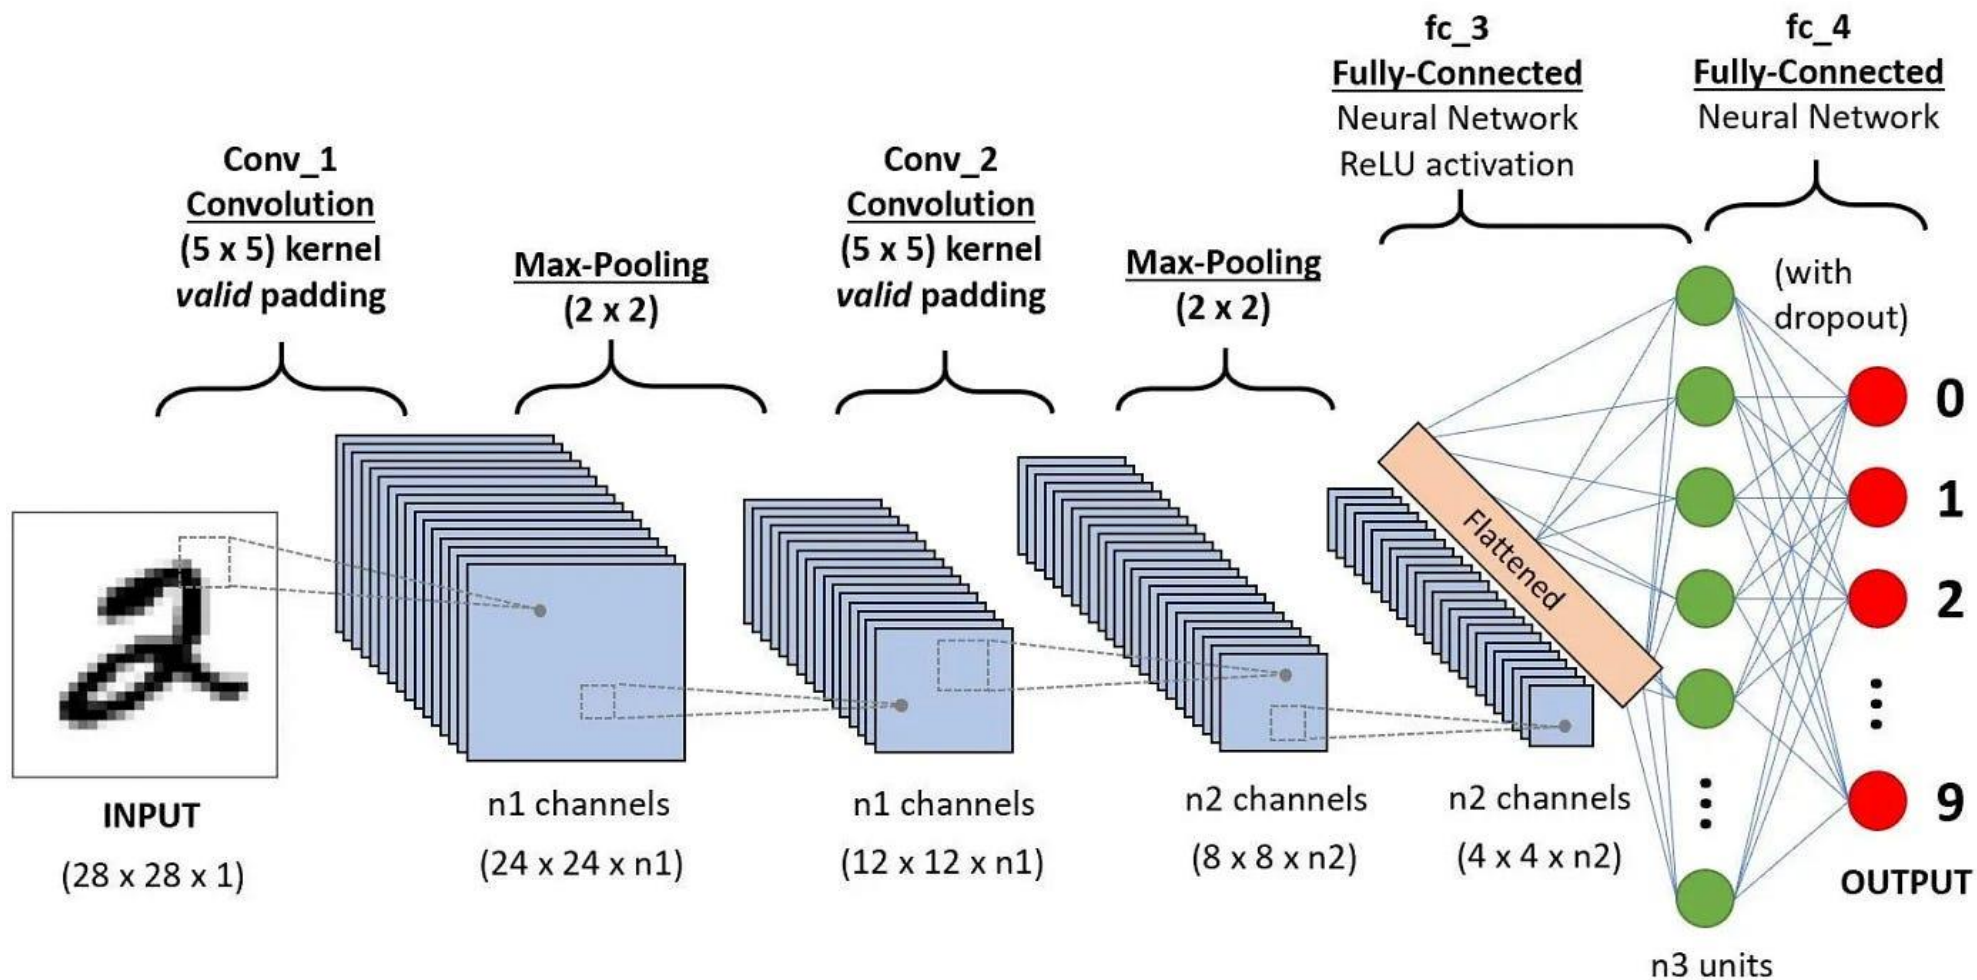 Conv_1
Convolution
(5 x 5) kernel
valid padding
Max-Pooling
(2 x 2)
Conv_2
Convolution
(5 x 5) kernel
valid padding
Max-Pooling
(2 x 2)
fc_3
Fully-Connected
Neural Network
ReLU activation
fc_4
Fully-Connected
Neural Network
(with
dropout)
Flattened
0
1
2
9
INPUT
(28 x 28 x 1)
n1 channels
(24 x 24 x n1)
n1 channels
(12 x 12 x n1)
n2 channels
(8 x 8 x n2)
n2 channels
(4 x 4 x n2)
n3 units
OUTPUT